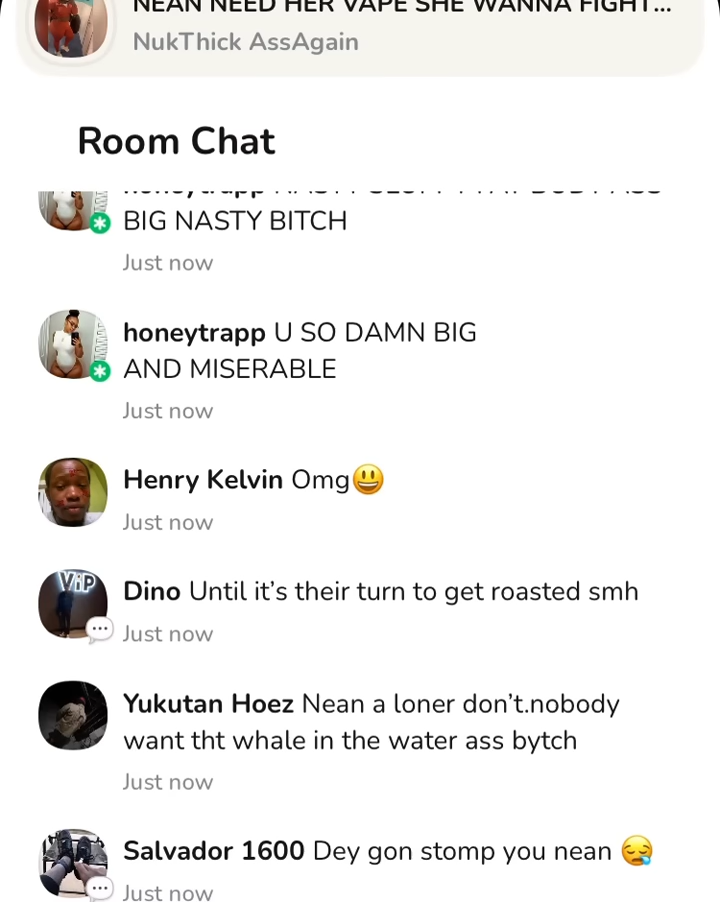 NEAN NEED HER VAPE SHE WANNA FIGHT...
NukThick AssAgain
Room Chat
honeytrapp
BIG NASTY BITCH
Just now
honeytrapp U SO DAMN BIG
AND MISERABLE
Just now
Henry Kelvin Omg😃
Just now
ViP
Dino Until it’s their turn to get roasted smh
Just now
Yukutan Hoez Nean a loner don’t.nobody
want tht whale in the water ass bytch
Just now
Salvador 1600 Dey gon stomp you nean 😪
Just now